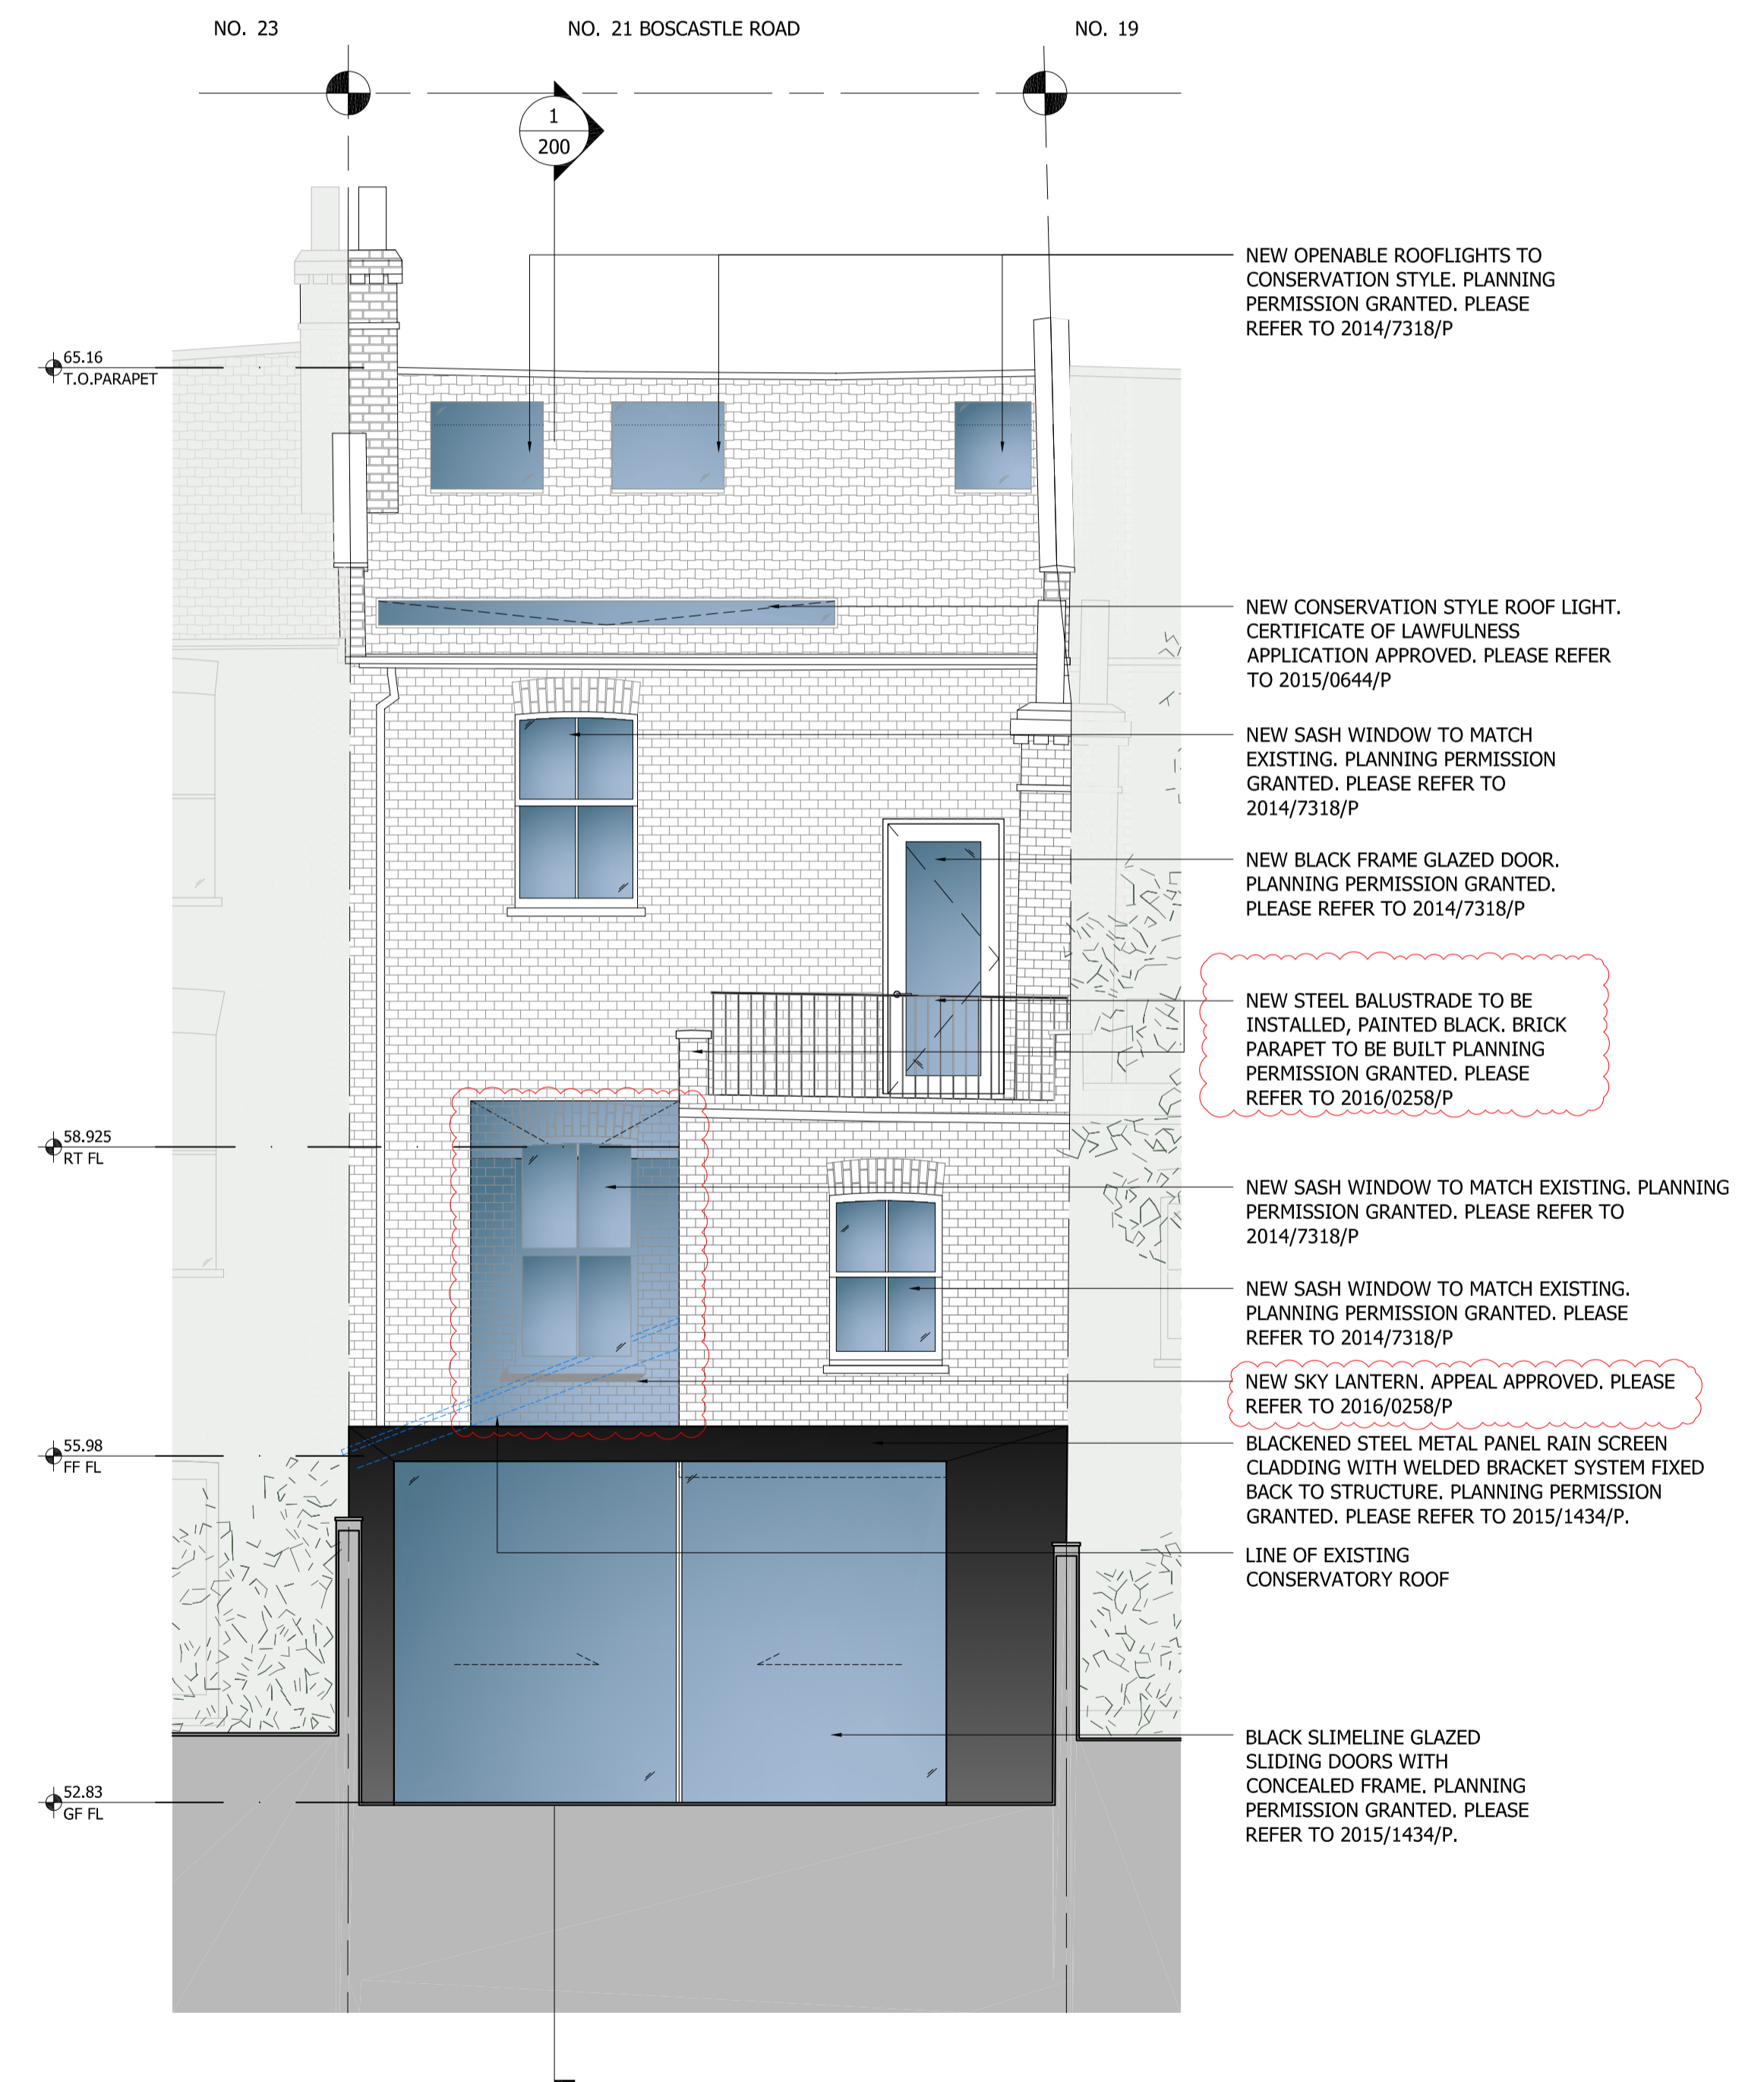 NO. 23
NO. 21 BOSCASTLE ROAD
NO. 19
1
200
NEW OPENABLE ROOFLIGHTS TO
CONSERVATION STYLE. PLANNING
PERMISSION GRANTED. PLEASE
REFER TO 2014/7318/P
65.16
T.O.PARAPET
NEW CONSERVATION STYLE ROOF LIGHT.
CERTIFICATE OF LAWFULNESS
APPLICATION APPROVED. PLEASE REFER
TO 2015/0644/P
NEW SASH WINDOW TO MATCH
EXISTING. PLANNING PERMISSION
GRANTED. PLEASE REFER TO
2014/7318/P
NEW BLACK FRAME GLAZED DOOR.
PLANNING PERMISSION GRANTED.
PLEASE REFER TO 2014/7318/P
NEW STEEL BALUSTRADE TO BE
INSTALLED, PAINTED BLACK. BRICK
PARAPET TO BE BUILT PLANNING
PERMISSION GRANTED. PLEASE
REFER TO 2016/0258/P
58.925
RT FL
NEW SASH WINDOW TO MATCH EXISTING. PLANNING
PERMISSION GRANTED. PLEASE REFER TO
2014/7318/P
NEW SASH WINDOW TO MATCH EXISTING.
PLANNING PERMISSION GRANTED. PLEASE
REFER TO 2014/7318/P
NEW SKY LANTERN. APPEAL APPROVED. PLEASE
REFER TO 2016/0258/P
55.98
FF FL
BLACKENED STEEL METAL PANEL RAIN SCREEN
CLADDING WITH WELDED BRACKET SYSTEM FIXED
BACK TO STRUCTURE. PLANNING PERMISSION
GRANTED. PLEASE REFER TO 2015/1434/P.
LINE OF EXISTING
CONSERVATORY ROOF
BLACK SLIMELINE GLAZED
SLIDING DOORS WITH
CONCEALED FRAME. PLANNING
PERMISSION GRANTED. PLEASE
REFER TO 2015/1434/P.
52.83
GF FL